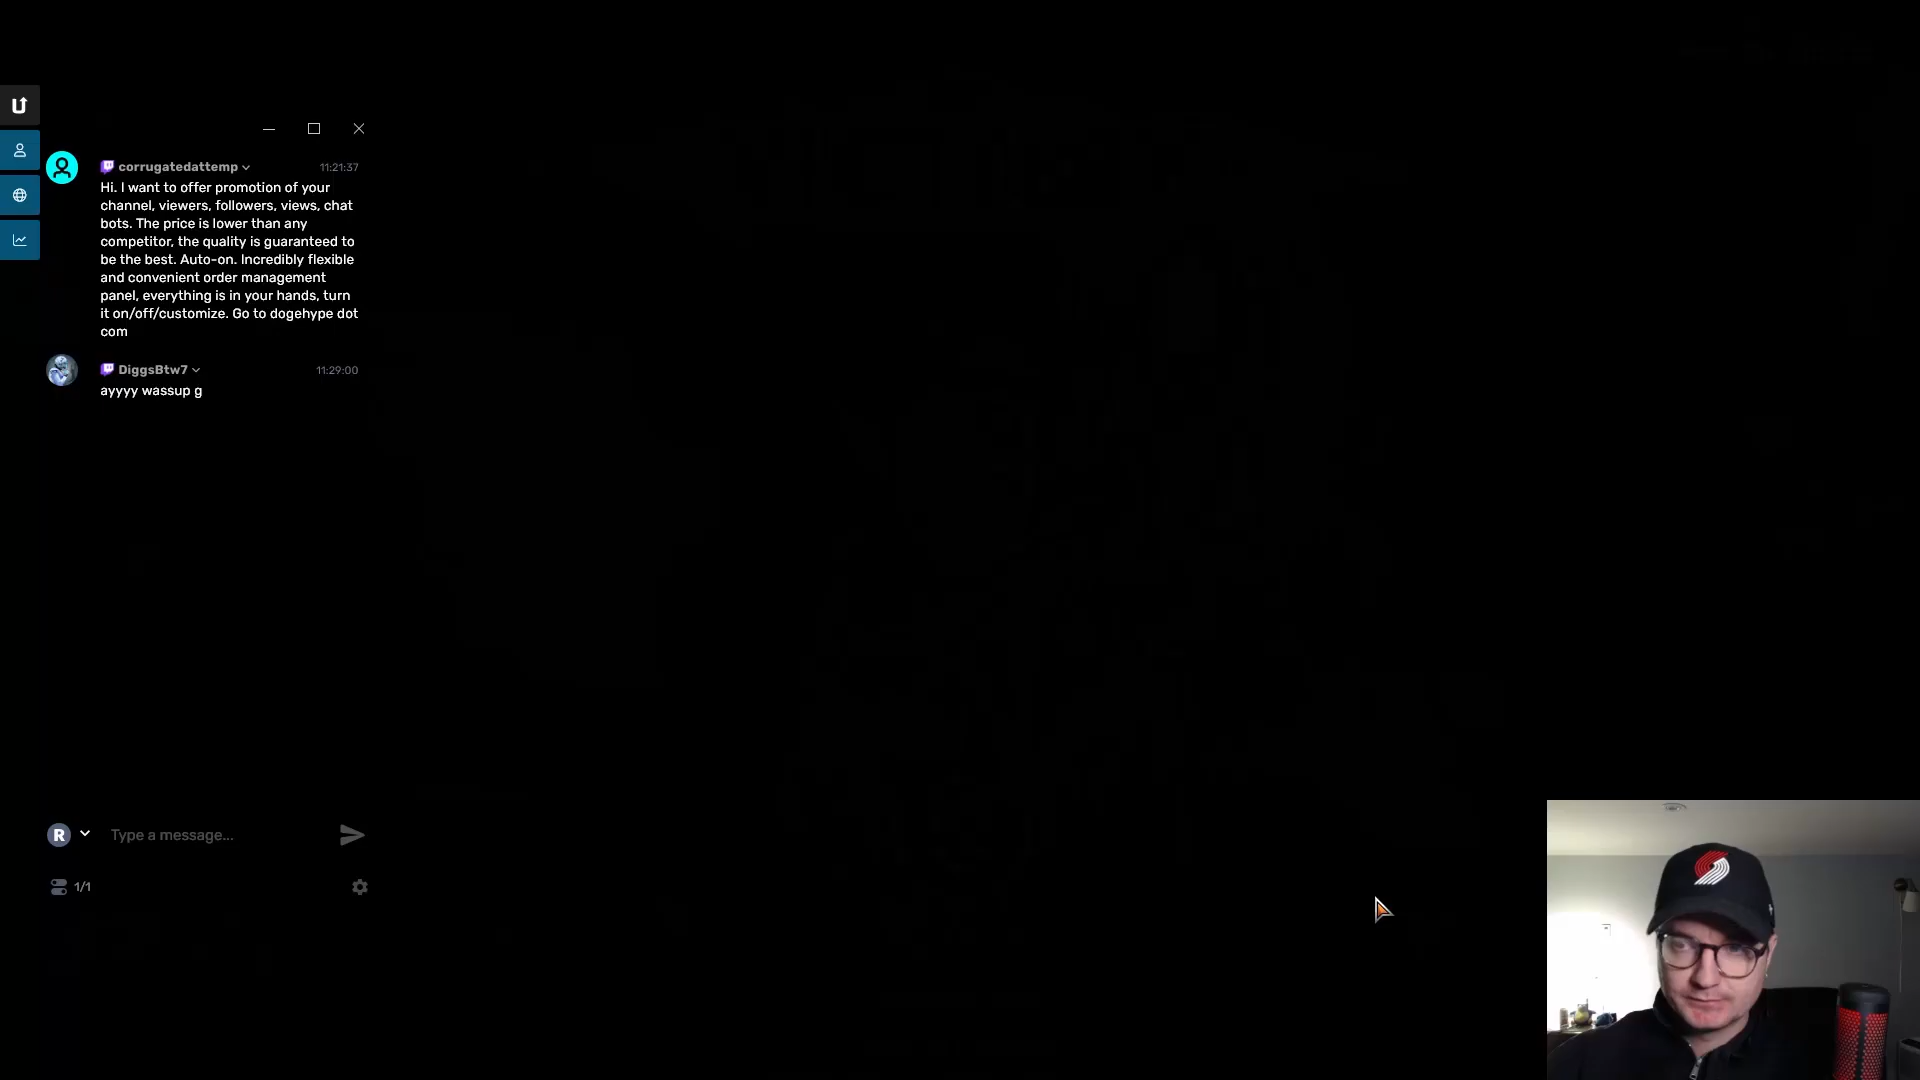 corrugatedattemp 11:21:37
Hi. I want to offer promotion of your
channel, viewers, followers, views, chat
bots. The price is lower than any
competitor, the quality is guaranteed to
be the best. Auto-on. Incredibly flexible
and convenient order management
panel, everything is in your hands, turn
it on/off/customize. Go to dogehype dot
com
DiggsBtw7 11:29:00
ayyyy wassup g
R Type a message...
1/1